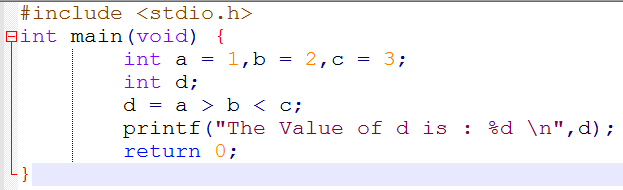 #include <stdio.h>
int main(void) {
int a = 1,b = 2,c = 3;
int d;
d = a > b < c;
printf("The Value of d is : %d \n",d);
return 0;
}